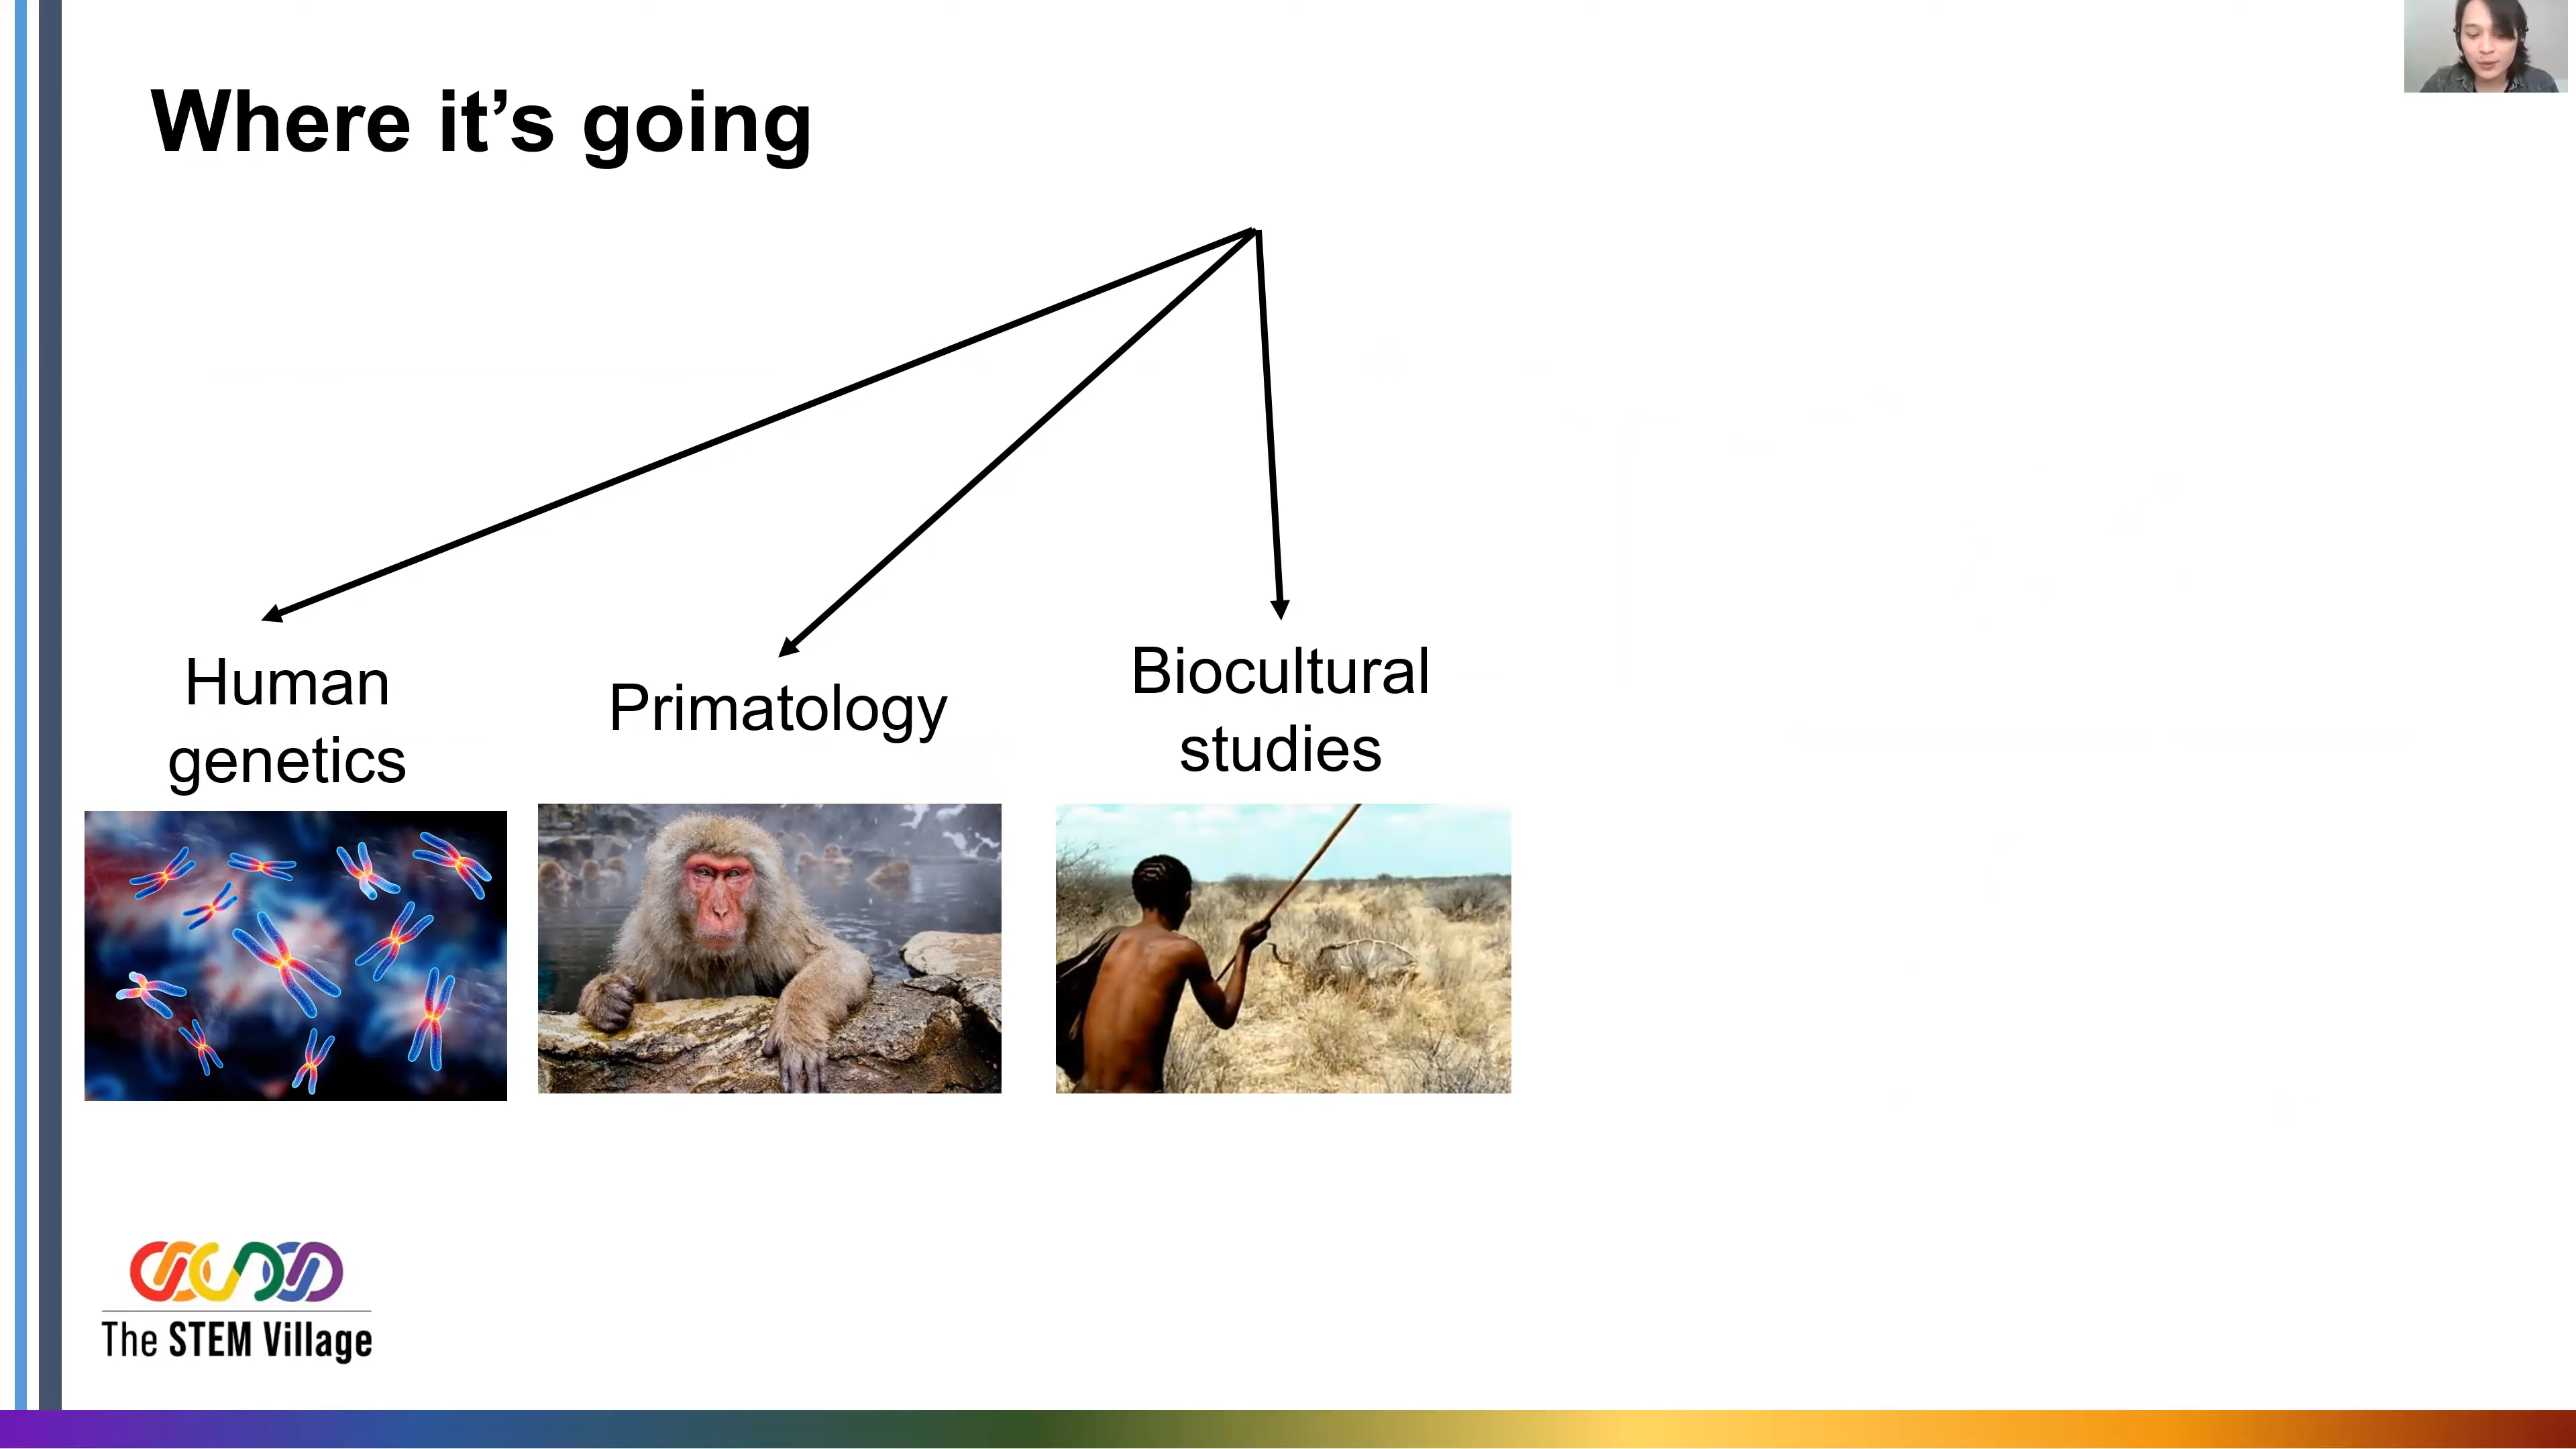 Where it’s going
Human
genetics
Primatology
Biocultural
studies
The STEM Village